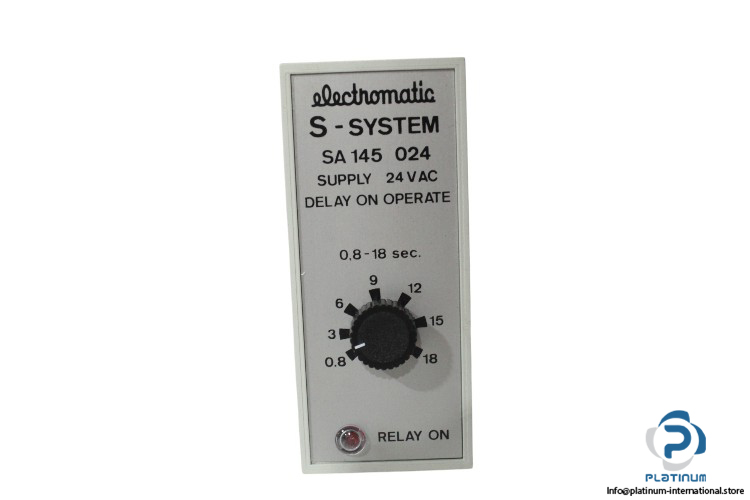 electromatic
S-SYSTEM
SA 145 024
SUPPLY 24 VAC
DELAY ON OPERATE
0,8-18 sec.
9
6 12
3 15
0,8 18
RELAY ON
PLATINUM
Info@platinum-international.store